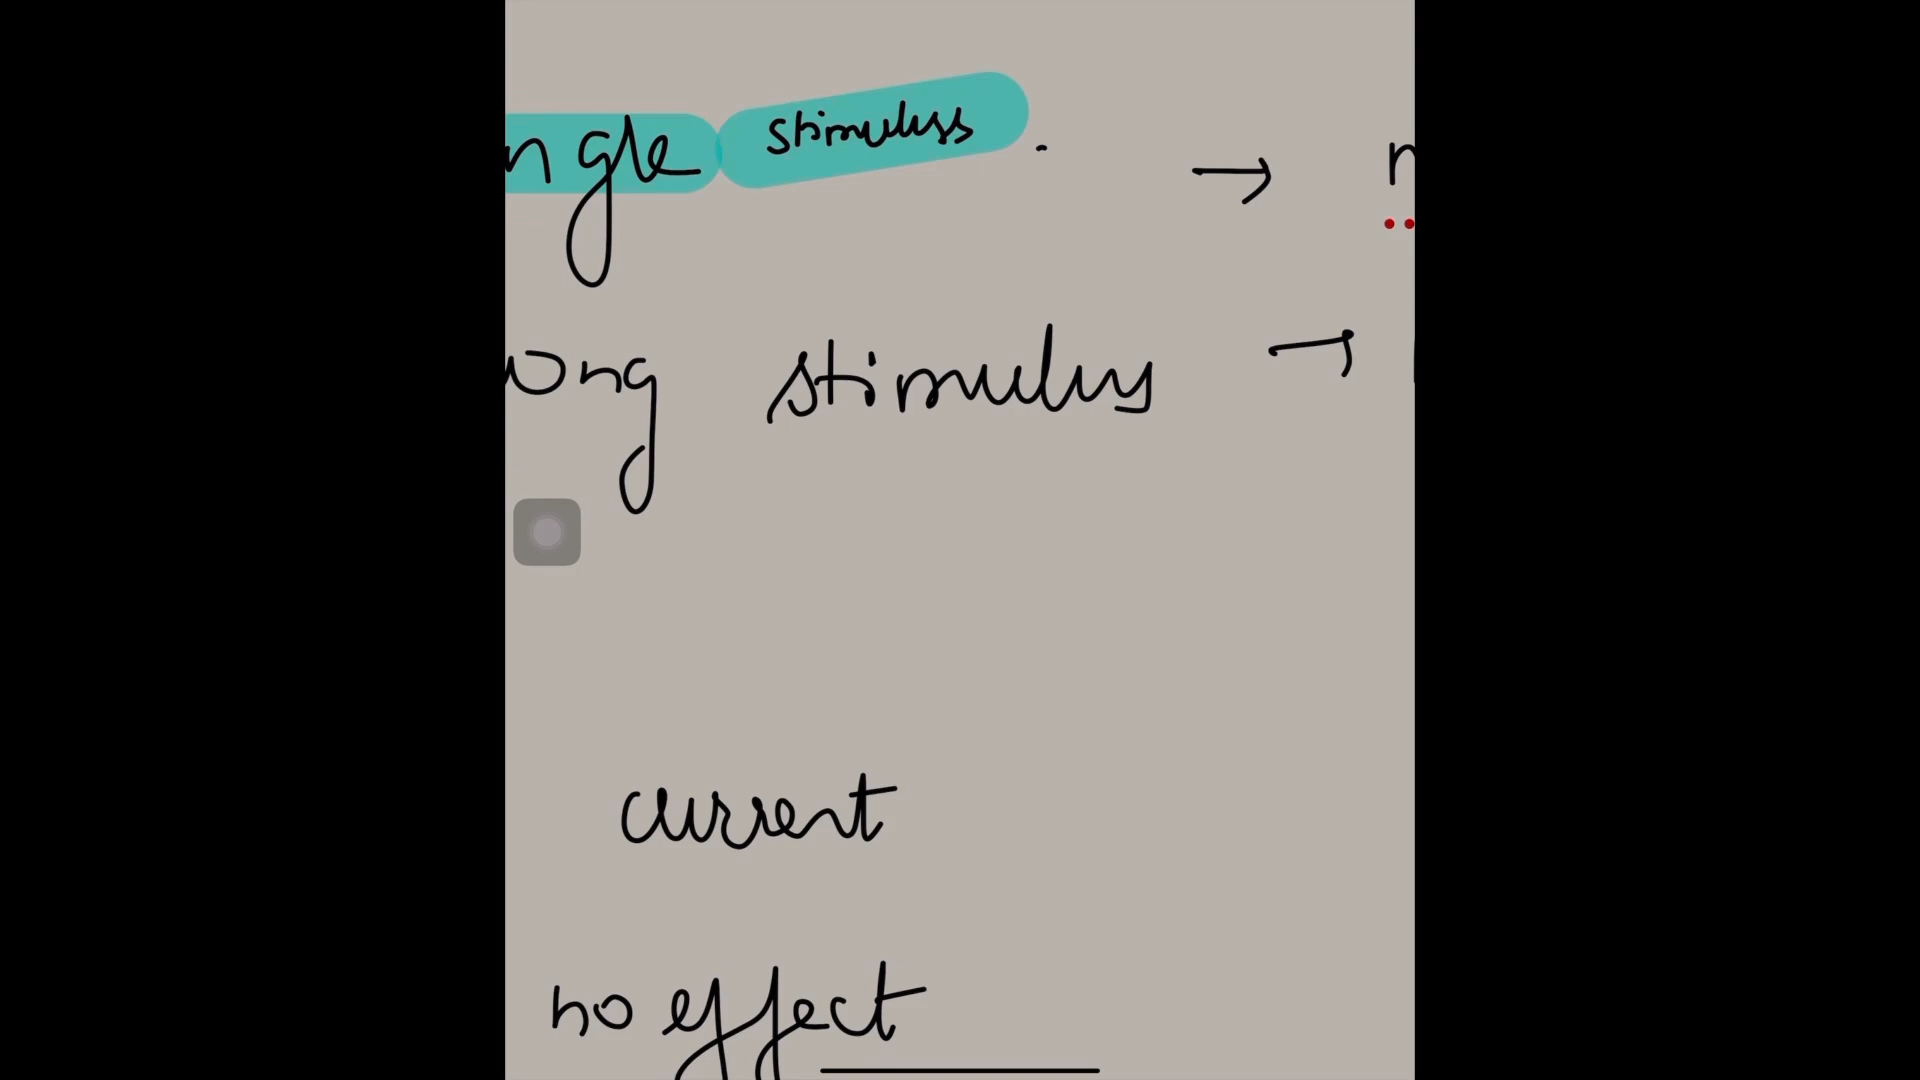 ngle stimuluss . →
ong stimulus →
current
no effect